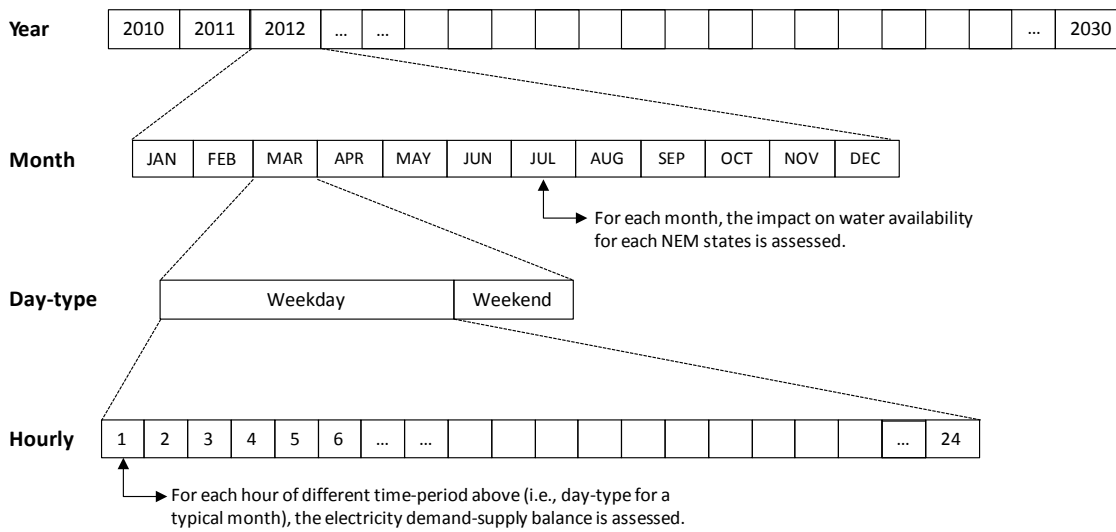 Year 2010 2011 2012 ... ... ... 2030
Month JAN FEB MAR APR MAY JUN JUL AUG SEP OCT NOV DEC
For each month, the impact on water availability
for each NEM states is assessed.
Day-type Weekday Weekend
Hourly 1 2 3 4 5 6 ... ... ... 24
For each hour of different time-period above (i.e., day-type for a
typical month), the electricity demand-supply balance is assessed.